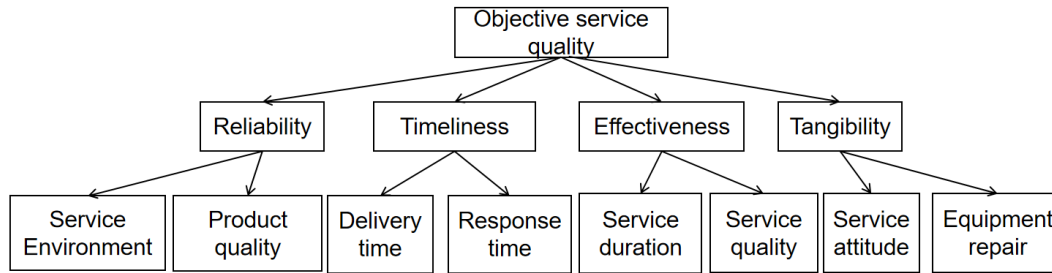 Objective service
quality
Reliability
Timeliness
Effectiveness
Tangibility
Service
Environment
Product
quality
Delivery
time
Response
time
Service
duration
Service
quality
Service
attitude
Equipment
repair